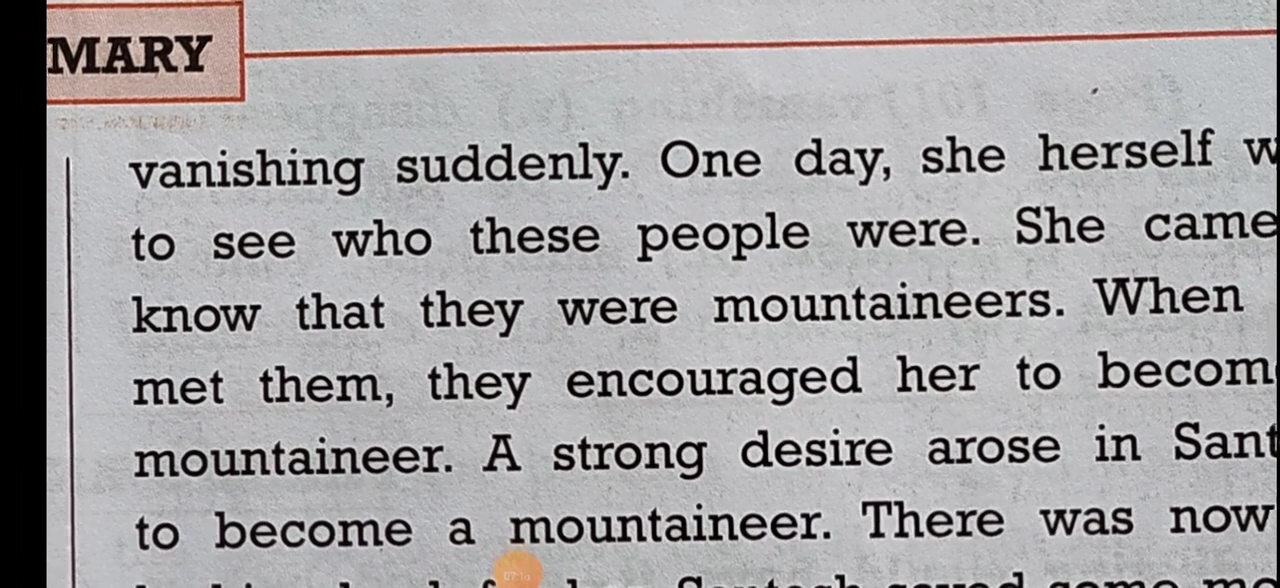 MARY
vanishing suddenly. One day, she herself
to see who these people were. She came
know that they were mountaineers. When
met them, they encouraged her to
mountaineer. A strong desire arose in
to become a mountaineer. There was now